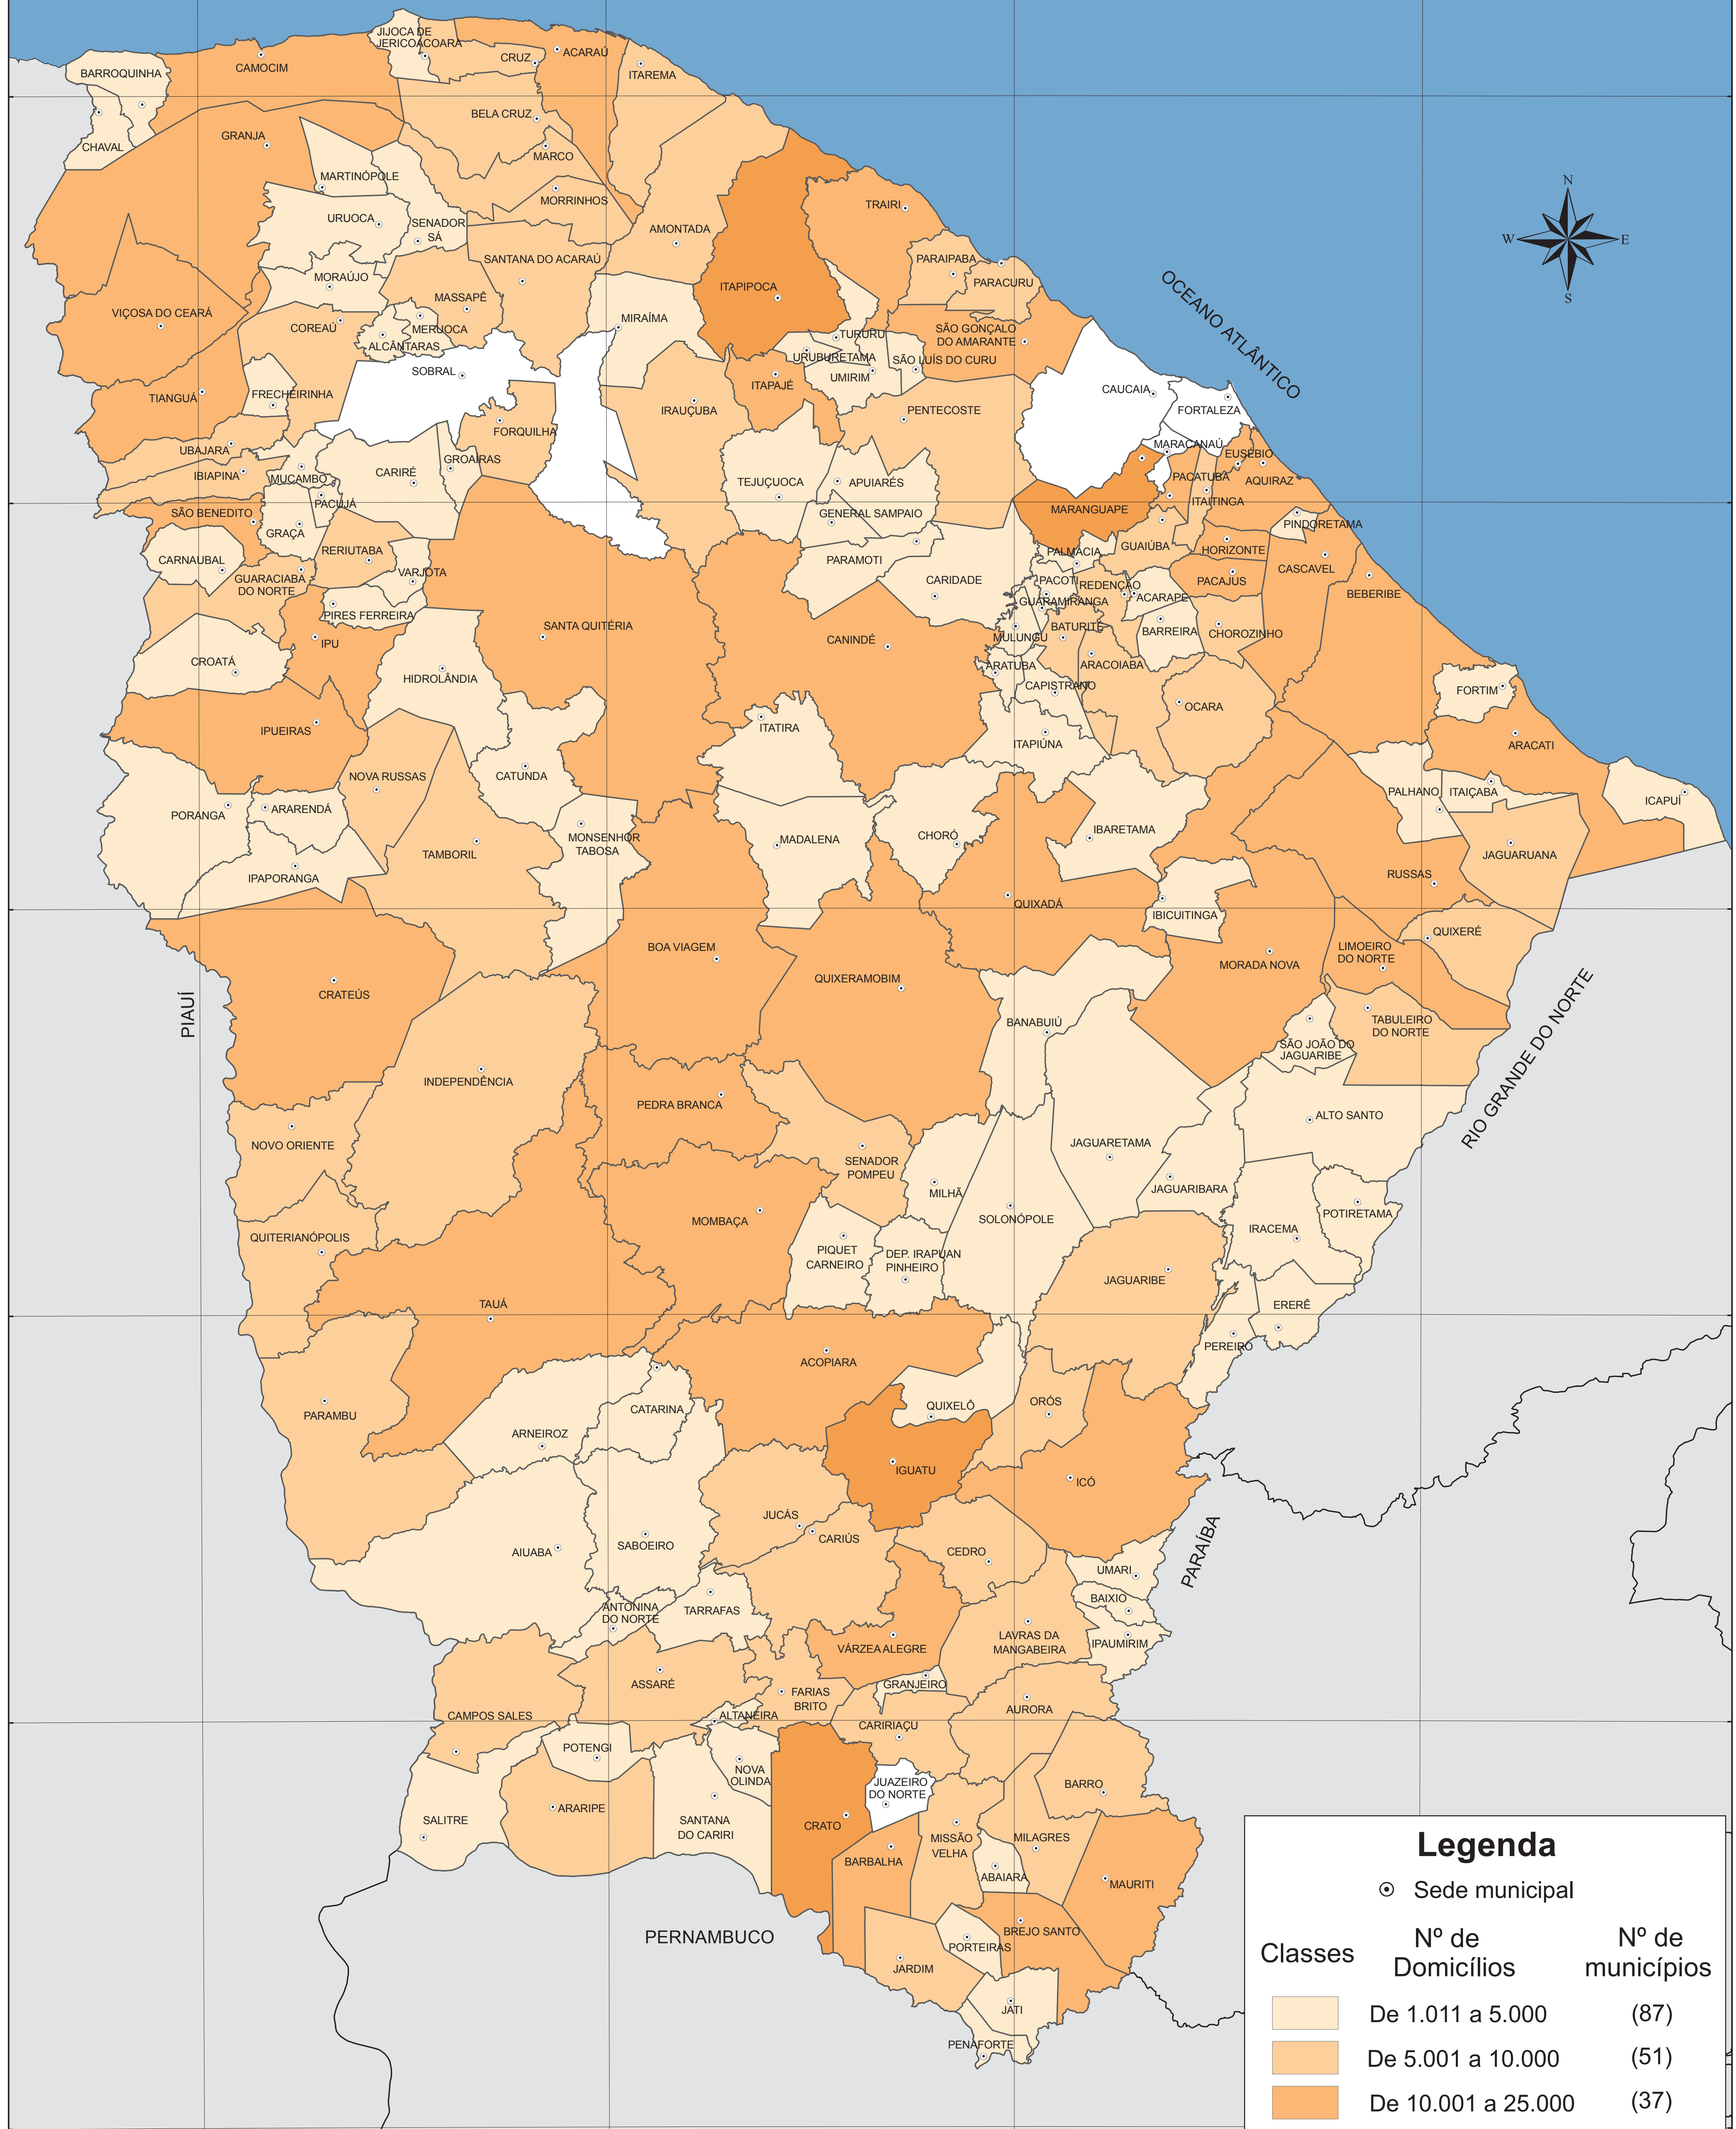 JIJOCA DE
JERICOACOARA
CRUZ
ACARAÚ
ITAREMA
BARROQUINHA
CAMOCIM
BELA CRUZ
GRANJA
CHAVAL
MARCO
MARTINÓPOLE
MORRINHOS
URUOCA
SENADOR
SÁ
AMONTADA
TRAIRI
N
W
E
S
SANTANA DO ACARAÚ
PARAIPABA
PARACURU
MORAÚJO
ITAPIPOCA
MASSAPÊ
VIÇOSA DO CEARÁ
MIRAÍMA
COREAÚ
MERUOCA
ALCÂNTARAS
TURURU
SÃO GONÇALO
DO AMARANTE
URUBURETAMA
SÃO LUÍS DO CURU
OCEANO ATLÂNTICO
SOBRAL
UMIRIM
ITAPAJÉ
TIANGUÁ
FRECHEIRINHA
IRAUÇUBA
PENTECOSTE
CAUCAIA
FORTALEZA
FORQUILHA
MARACANAÚ
UBAJARA
EUSÉBIO
GROAÍRAS
IBIAPINA
MUCAMBO
CARIRÉ
TEJUÇUOCA
APUIARÉS
PACATUBA
AQUIRAZ
PACUJÁ
ITAITINGA
SÃO BENEDITO
GENERAL SAMPAIO
MARANGUAPE
PINDORETAMA
GRAÇA
RERIUTABA
GUAIÚBA
HORIZONTE
CARNAUBAL
PARAMOTI
PALMÁCIA
CASCAVEL
GUARACIABA
DO NORTE
VARJOTA
CARIDADE
PACOTI
REDENÇÃO
PACAJUS
BEBERIBE
GUARAMIRANGA
ACARAPE
PIRES FERREIRA
SANTA QUITÉRIA
BATURITÉ
BARREIRA
CHOROZINHO
IPU
CANINDÉ
MULUNGU
CROATÁ
ARATUBA
ARACOIABA
HIDROLÂNDIA
CAPISTRANO
FORTIM
OCARA
IPUEIRAS
ITATIRA
ITAPIÚNA
ARACATI
NOVA RUSSAS
CATUNDA
PALHANO
ITAIÇABA
ICAPUÍ
PORANGA
ARARENDÁ
MONSENHOR
TABOSA
MADALENA
CHORÓ
IBARETAMA
TAMBORIL
JAGUARUANA
IPAPORANGA
RUSSAS
QUIXADÁ
IBICUITINGA
QUIXERÉ
BOA VIAGEM
LIMOEIRO
DO NORTE
MORADA NOVA
QUIXERAMOBIM
CRATEÚS
PIAUÍ
BANABUIÚ
TABULEIRO
DO NORTE
SÃO JOÃO DO
JAGUARIBE
RIO GRANDE DO NORTE
INDEPENDÊNCIA
PEDRA BRANCA
ALTO SANTO
NOVO ORIENTE
JAGUARETAMA
SENADOR
POMPEU
MILHÃ
JAGUARIBARA
POTIRETAMA
MOMBAÇA
SOLONÓPOLE
IRACEMA
QUITERIANÓPOLIS
PIQUET
CARNEIRO
DEP. IRAPUAN
PINHEIRO
JAGUARIBE
TAUÁ
ERERÊ
PEREIRO
ACOPIARA
CATARINA
QUIXELÔ
ORÓS
PARAMBU
ARNEIROZ
IGUATU
ICÓ
JUCÁS
CARIÚS
PARAÍBA
AIUABA
SABOEIRO
CEDRO
UMARI
ANTONINA
DO NORTE
TARRAFAS
BAIXIO
LAVRAS DA
MANGABEIRA
IPAUMIRIM
VÁRZEA ALEGRE
ASSARÉ
FARIAS
BRITO
GRANJEIRO
AURORA
CAMPOS SALES
ALTANEIRA
CARIRIAÇU
POTENGI
NOVA
OLINDA
JUAZEIRO
DO NORTE
BARRO
SALITRE
ARARIPE
SANTANA
DO CARIRI
CRATO
MISSÃO
VELHA
MILAGRES
BARBALHA
ABAIARA
MAURITI
PERNAMBUCO
BREJO SANTO
PORTEIRAS
JARDIM
JATI
PENAFORTE
Legenda
Sede municipal
Classes
Nº de
Domicílios
Nº de
municípios
De 1.011 a 5.000 (87)
De 5.001 a 10.000 (51)
De 10.001 a 25.000 (37)